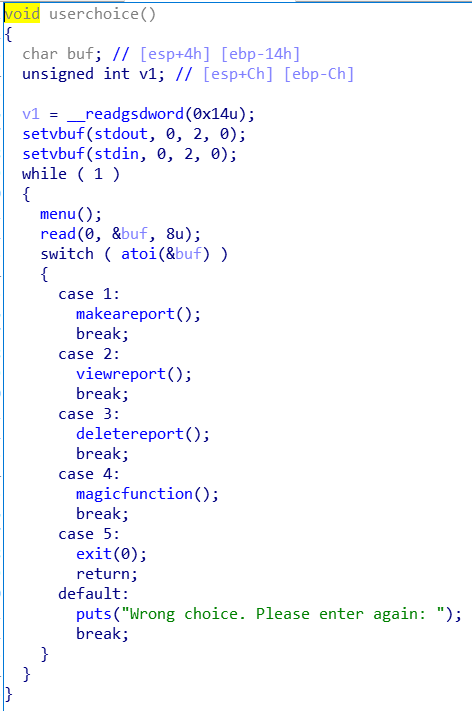 void userchoice()
{
  char buf; // [esp+4h] [ebp-14h]
  unsigned int v1; // [esp+Ch] [ebp-Ch]

  v1 = __readgsdword(0x14u);
  setvbuf(stdout, 0, 2, 0);
  setvbuf(stdin, 0, 2, 0);
  while ( 1 )
  {
    menu();
    read(0, &buf, 8u);
    switch ( atoi(&buf) )
    {
      case 1:
        makeareport();
        break;
      case 2:
        viewreport();
        break;
      case 3:
        deletereport();
        break;
      case 4:
        magicfunction();
        break;
      case 5:
        exit(0);
        return;
      default:
        puts("Wrong choice. Please enter again: ");
        break;
    }
  }
}